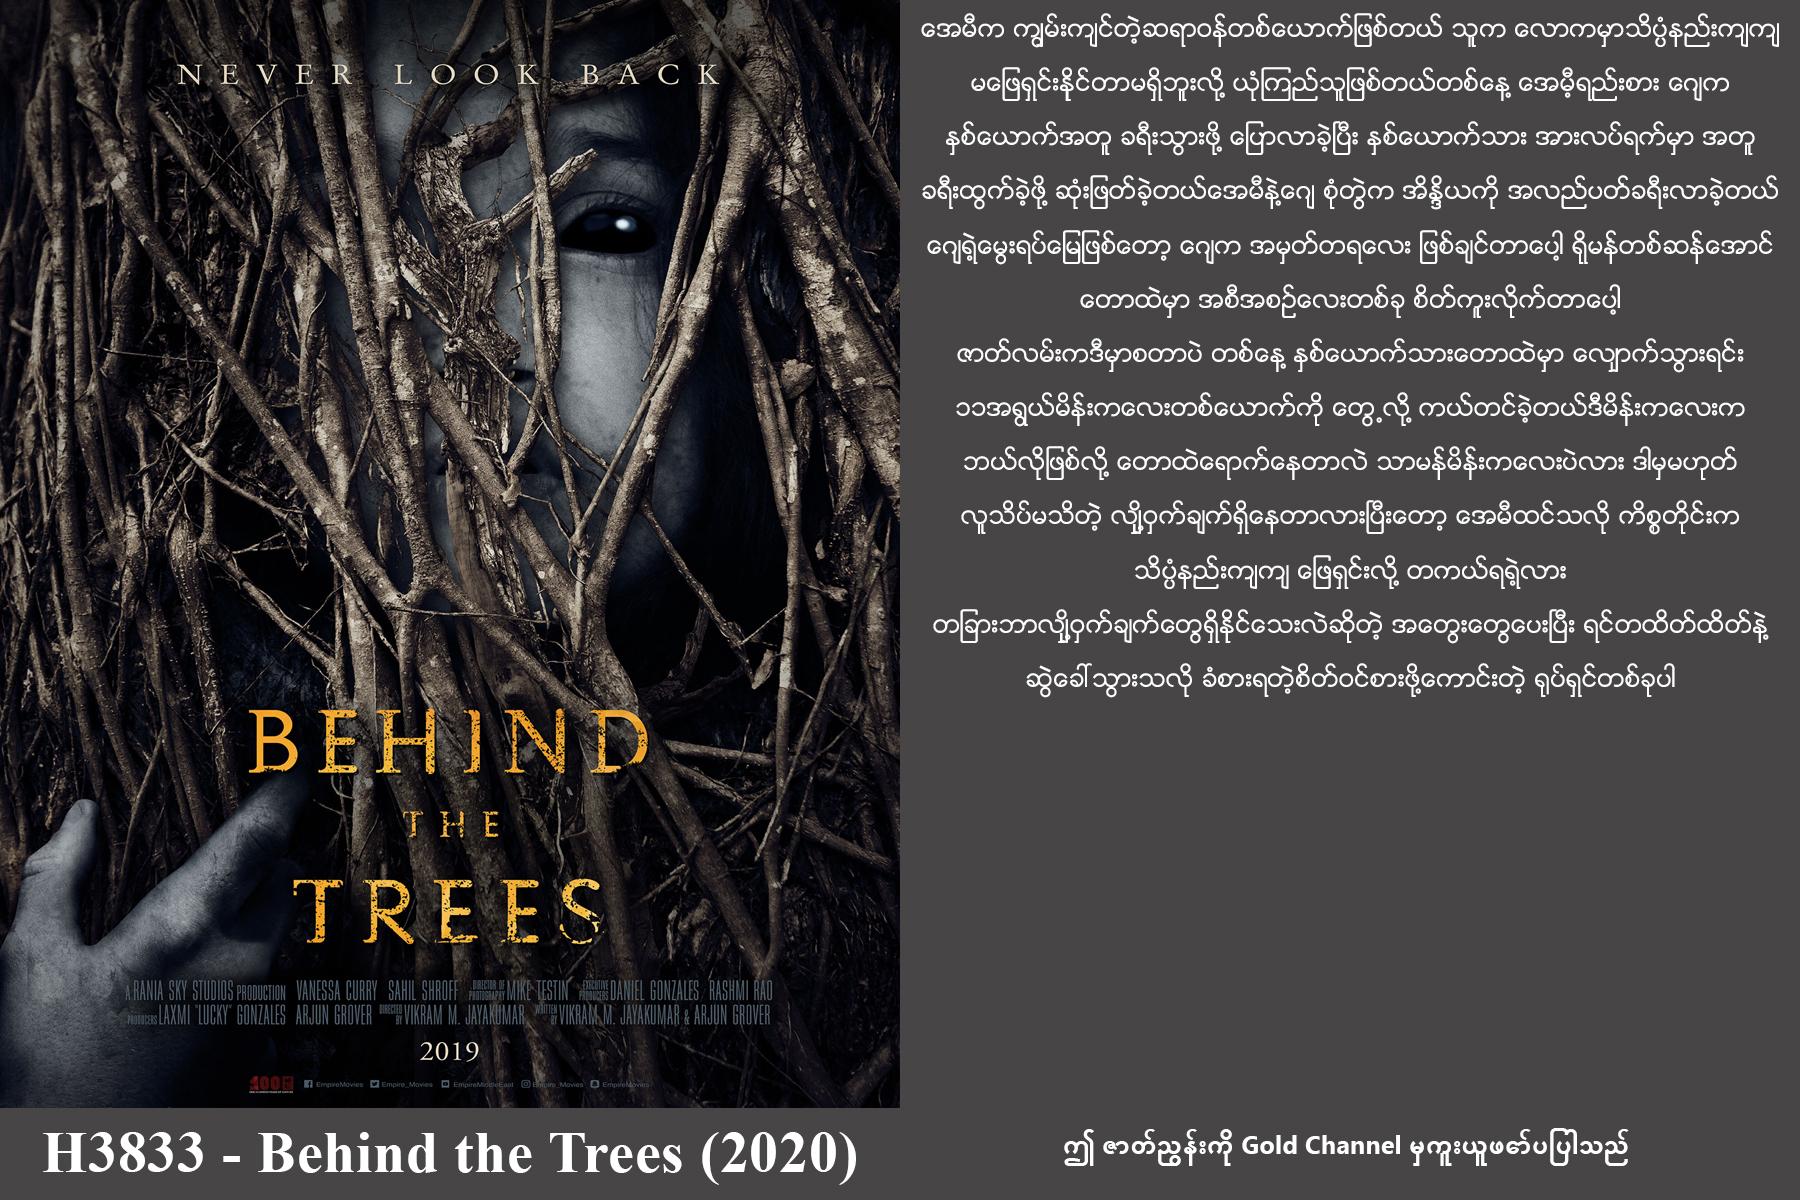 NEVER LOOK BACK
BEHIND
THE
TREES
A RANIA SKY STUDIOS PRODUCTION VANESSA CURRY SAHIL SHROFF DIRECTOR OF PHOTOGRAPHY MIKE TESTIN EXECUTIVE PRODUCERS DANIEL GONZALES RASHMI RAO
PRODUCERS LAXMI "LUCKY" GONZALES ARJUN GROVER DIRECTED BY VIKRAM M. JAYAKUMAR WRITTEN BY VIKRAM M. JAYAKUMAR & ARJUN GROVER
2019
EmpireMovies Empire_Movies EmpireMiddleEast Empire_Movies EmpireMovies
H3833 - Behind the Trees (2020)
အေမီက ကျွမ်းကျင်တဲ့ဆရာဝန်တစ်ယောက်ဖြစ်တယ် သူက လောကမှာသိပ္ပံနည်းကျကျ
မဖြေရှင်းနိုင်တာမရှိဘူးလို့ ယုံကြည်သူဖြစ်တယ်တစ်နေ့ အေမီ့ရည်းစား ဂျေက
နှစ်ယောက်အတူ ခရီးသွားဖို့ ပြောလာခဲ့ပြီး နှစ်ယောက်သား အားလပ်ရက်မှာ အတူ
ခရီးထွက်ခဲ့ဖို့ ဆုံးဖြတ်ခဲ့တယ်အေမီနဲ့ဂျေ စုံတွဲက အိန္ဒိယကို အလည်ပတ်ခရီးလာခဲ့တယ်
ဂျေရဲ့မွေးရပ်မြေဖြစ်တော့ ဂျေက အမှတ်တရလေး ဖြစ်ချင်တာပေါ့ ရိုမန်တစ်ဆန်အောင်
တောထဲမှာ အစီအစဉ်လေးတစ်ခု စိတ်ကူးလိုက်တာပေါ့
ဇာတ်လမ်းကဒီမှာစတာပဲ တစ်နေ့ နှစ်ယောက်သားတောထဲမှာ လျှောက်သွားရင်း
၁၁အရွယ်မိန်းကလေးတစ်ယောက်ကို တွေ့လို့ ကယ်တင်ခဲ့တယ်ဒီမိန်းကလေးက
ဘယ်လိုဖြစ်လို့ တောထဲရောက်နေတာလဲ သာမန်မိန်းကလေးပဲလား ဒါမှမဟုတ်
လူသိပ်မသိတဲ့ လျှို့ဝှက်ချက်ရှိနေတာလားပြီးတော့ အေမီထင်သလို ကိစ္စတိုင်းက
သိပ္ပံနည်းကျကျ ဖြေရှင်းလို့ တကယ်ရရဲ့လား
တခြားဘာလျှို့ဝှက်ချက်တွေရှိနိုင်သေးလဲဆိုတဲ့ အတွေးတွေပေးပြီး ရင်တထိတ်ထိတ်နဲ့
ဆွဲခေါ်သွားသလို ခံစားရတဲ့စိတ်ဝင်စားဖို့ကောင်းတဲ့ ရုပ်ရှင်တစ်ခုပါ
ဤ ဇာတ်ညွှန်းကို Gold Channel မှကူးယူဖော်ပပြါသည်